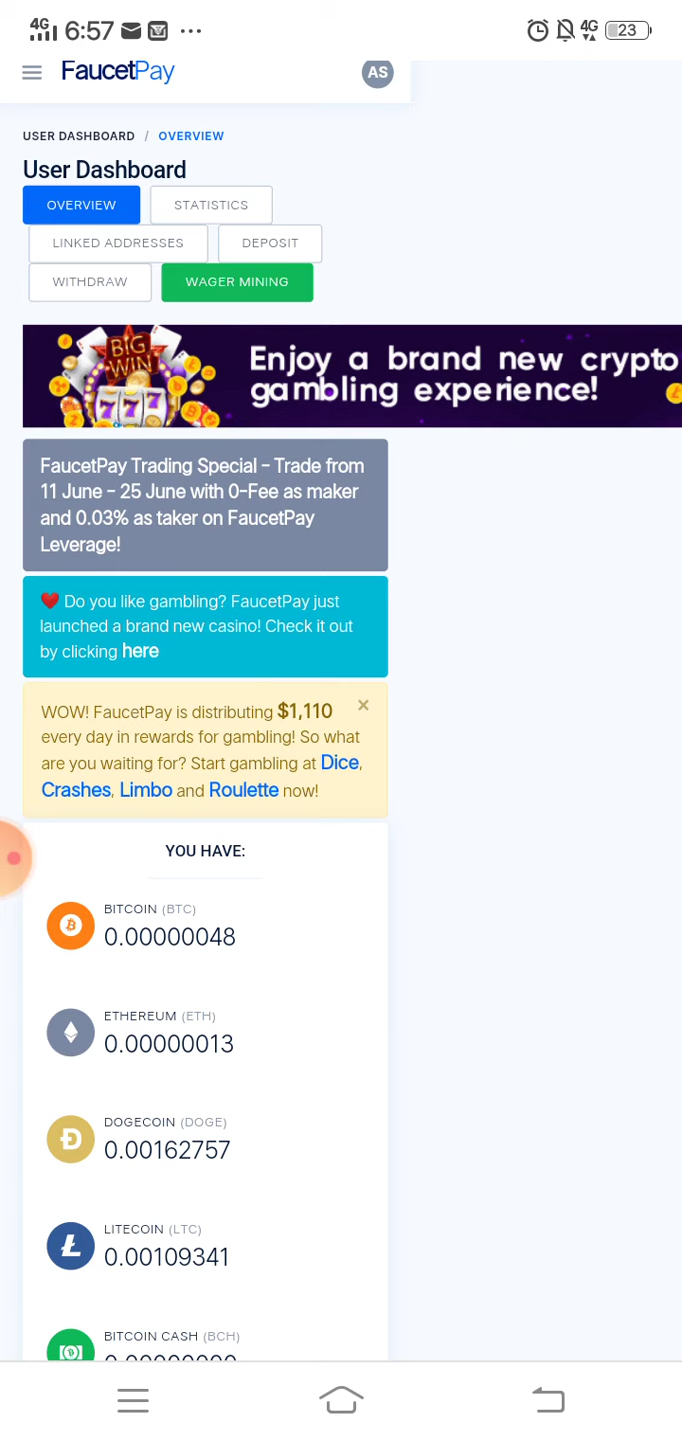 4G 6:57 4G 23
FaucetPay AS
USER DASHBOARD / OVERVIEW
User Dashboard
OVERVIEW STATISTICS
LINKED ADDRESSES DEPOSIT
WITHDRAW WAGER MINING
BIG WIN 777
Enjoy a brand new crypto
gambling experience!
FaucetPay Trading Special - Trade from
11 June - 25 June with 0-Fee as maker
and 0.03% as taker on FaucetPay
Leverage!
❤ Do you like gambling? FaucetPay just
launched a brand new casino! Check it out
by clicking here
WOW! FaucetPay is distributing $1,110 ×
every day in rewards for gambling! So what
are you waiting for? Start gambling at Dice,
Crashes, Limbo and Roulette now!
YOU HAVE:
BITCOIN (BTC)
0.00000048
ETHEREUM (ETH)
0.00000013
DOGECOIN (DOGE)
0.00162757
LITECOIN (LTC)
0.00109341
BITCOIN CASH (BCH)